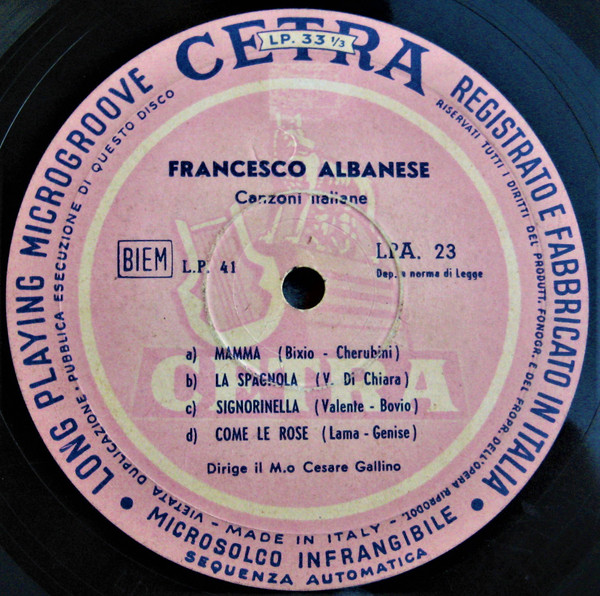 CETRA
LP. 33 1/3
LONG PLAYING MICROGROOVE
REGISTRATO E FABBRICATO IN ITALIA
RISERVATI TUTTI I DIRITTI DEL PRODUTT. FONOGR. E DEL PROPR. DELL'OPERA RIPRODOT.
VIETATA DUPLICAZIONE, PUBBLICA ESECUZIONE DI QUESTO DISCO
FRANCESCO ALBANESE
Canzoni italiane
BIEM L.P. 41
LPA. 23
Dep. a norma di Legge
CETRA
a) MAMMA (Bixio - Cherubini)
b) LA SPAGNOLA (V. Di Chiara)
c) SIGNORINELLA (Valente - Bovio)
d) COME LE ROSE (Lama - Genise)
Dirige il M.o Cesare Gallino
- MADE IN ITALY -
• MICROSOLCO INFRANGIBILE •
SEQUENZA AUTOMATICA